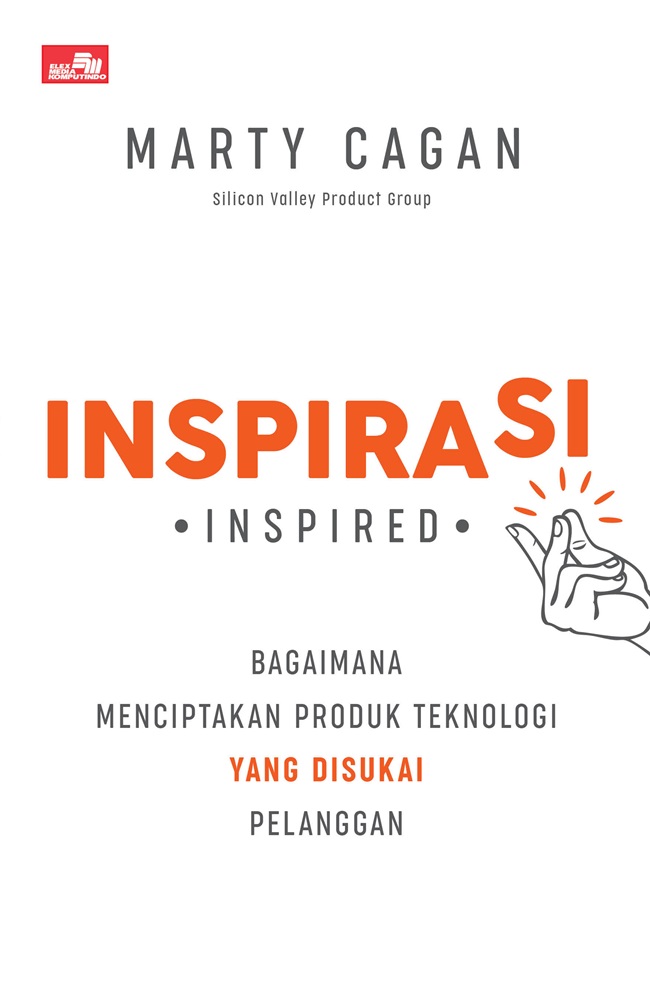 ELEX
MEDIA
KOMPUTINDO
MARTY CAGAN
Silicon Valley Product Group
INSPIRASI
•INSPIRED•
BAGAIMANA
MENCIPTAKAN PRODUK TEKNOLOGI
YANG DISUKAI
PELANGGAN